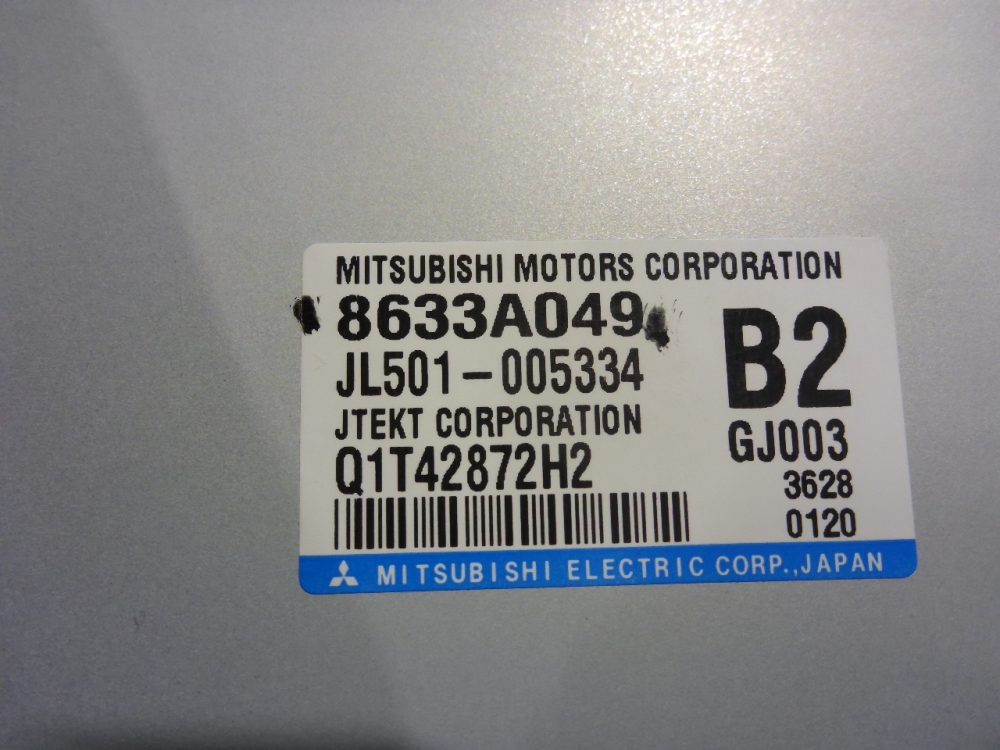 MITSUBISHI MOTORS CORPORATION
8633A049
JL501-005334
JTEKT CORPORATION
Q1T42872H2
B2
GJ003
3628
0120
MITSUBISHI ELECTRIC CORP.,JAPAN